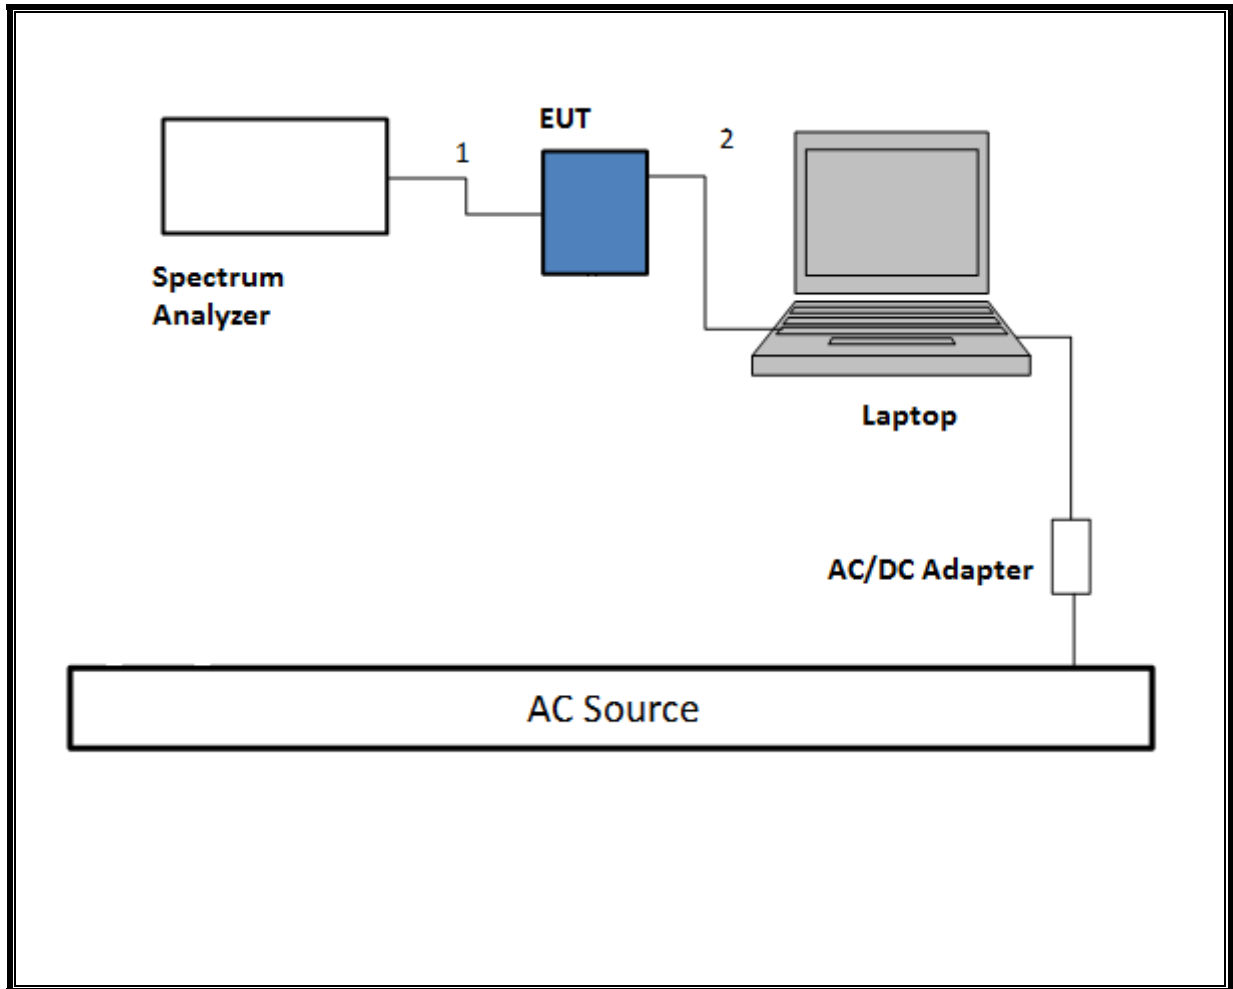 EUT
1
2
Spectrum
Analyzer
Laptop
AC/DC Adapter
AC Source